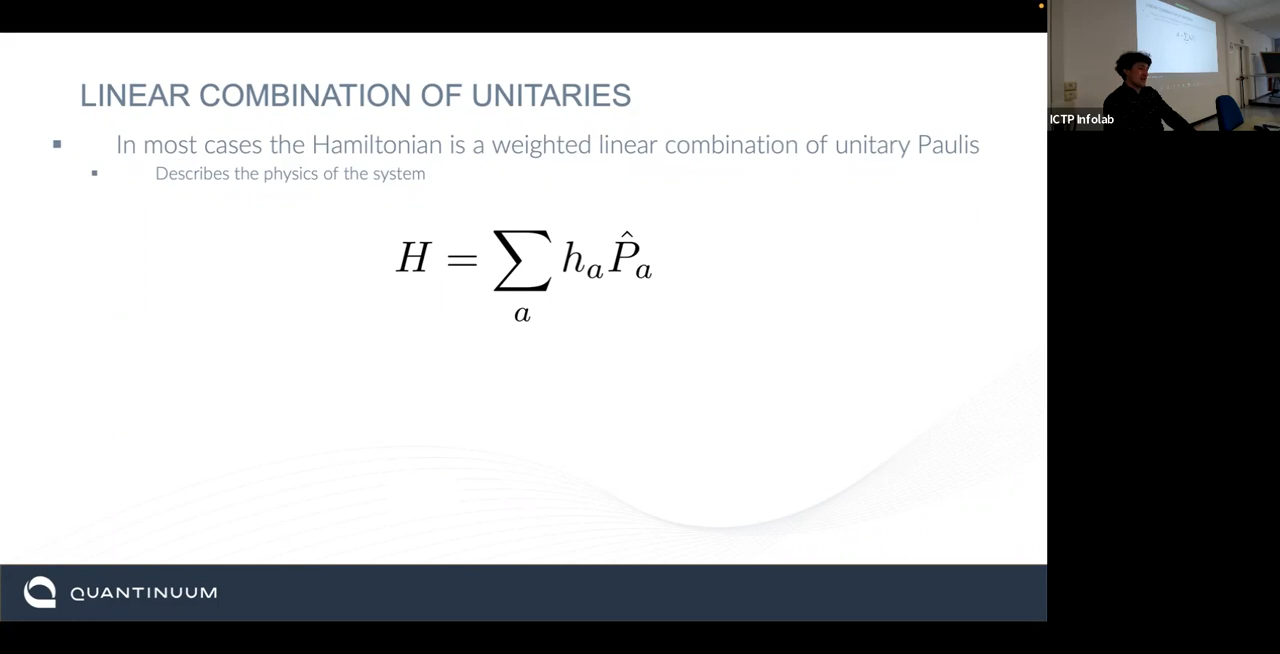 LINEAR COMBINATION OF UNITARIES
▪ In most cases the Hamiltonian is a weighted linear combination of unitary Paulis
▪ Describes the physics of the system
H = ∑_a h_a P̂_a
QUANTINUUM
ICTP Infolab